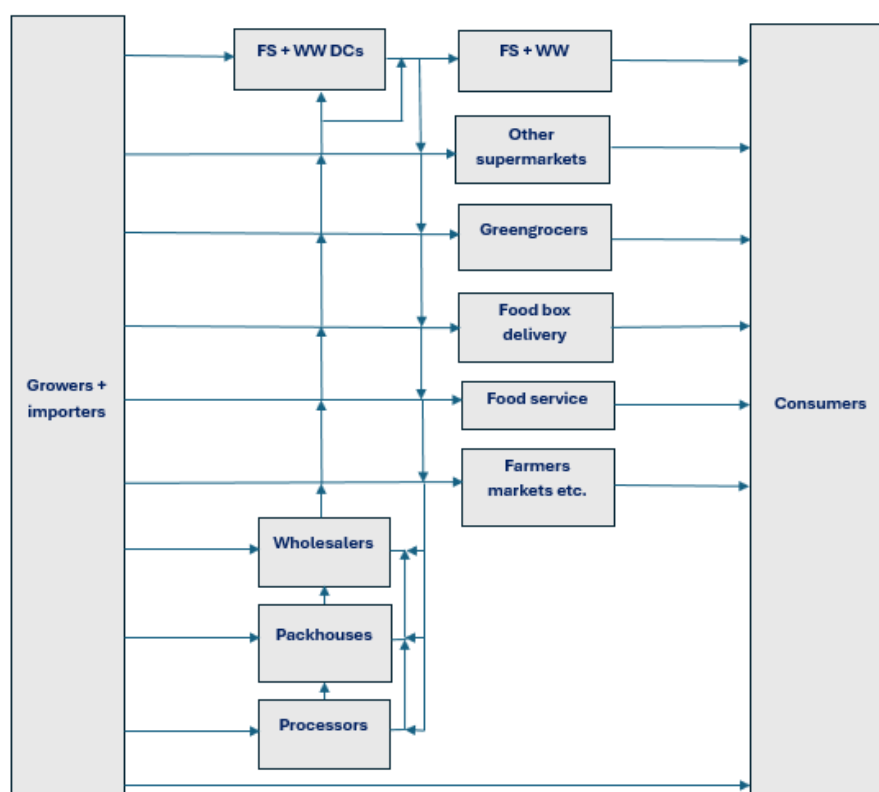 FS + WW DCs
FS + WW
Other
supermarkets
Greengrocers
Food box
delivery
Growers +
importers
Food service
Consumers
Farmers
markets etc.
Wholesalers
Packhouses
Processors